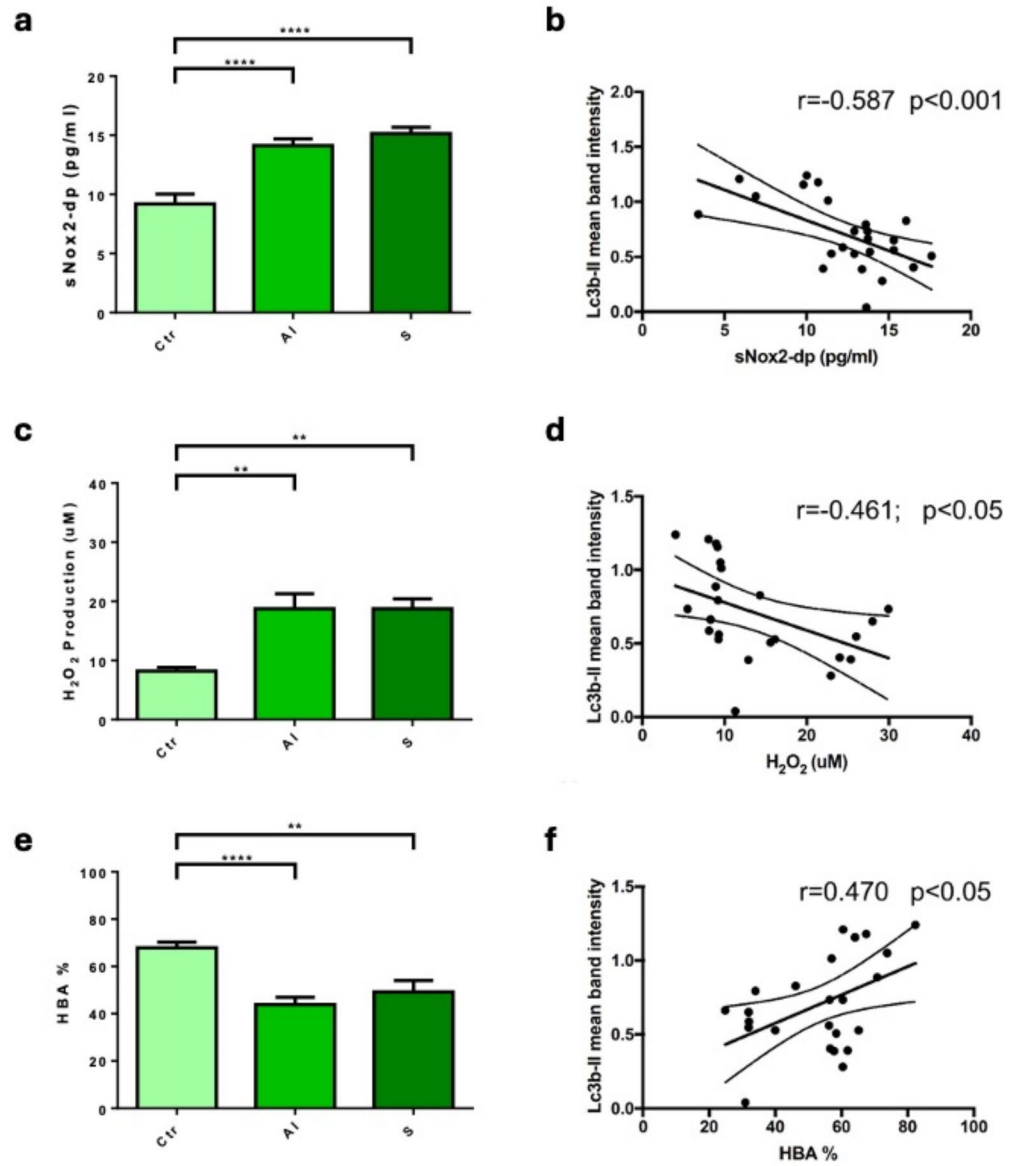 a
****
****
20
15
10
5
0
sNox2-dp (pg/ml)
Ctr
AI
S
b
r=-0.587 p<0.001
2.0
1.5
1.0
0.5
0.0
Lc3b-II mean band intensity
0 5 10 15 20
sNox2-dp (pg/ml)
c
**
**
40
30
20
10
0
H₂O₂ Production (uM)
Ctr
AI
S
d
r=-0.461; p<0.05
1.5
1.0
0.5
0.0
Lc3b-II mean band intensity
0 10 20 30 40
H₂O₂ (uM)
e
**
****
100
80
60
40
20
0
HBA %
Ctr
AI
S
f
r=0.470 p<0.05
1.5
1.0
0.5
0.0
Lc3b-II mean band intensity
0 20 40 60 80 100
HBA %